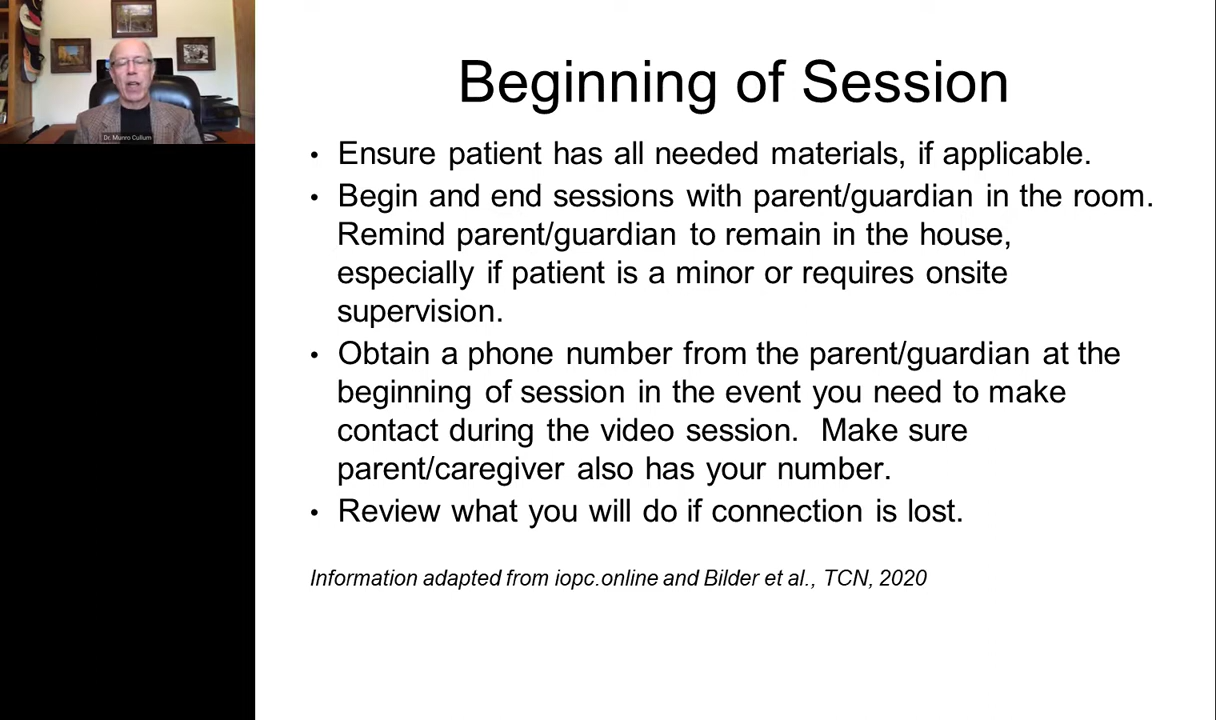 Dr. Munro Cullum
Beginning of Session
• Ensure patient has all needed materials, if applicable.
• Begin and end sessions with parent/guardian in the room.
Remind parent/guardian to remain in the house,
especially if patient is a minor or requires onsite
supervision.
• Obtain a phone number from the parent/guardian at the
beginning of session in the event you need to make
contact during the video session.  Make sure
parent/caregiver also has your number.
• Review what you will do if connection is lost.
Information adapted from iopc.online and Bilder et al., TCN, 2020